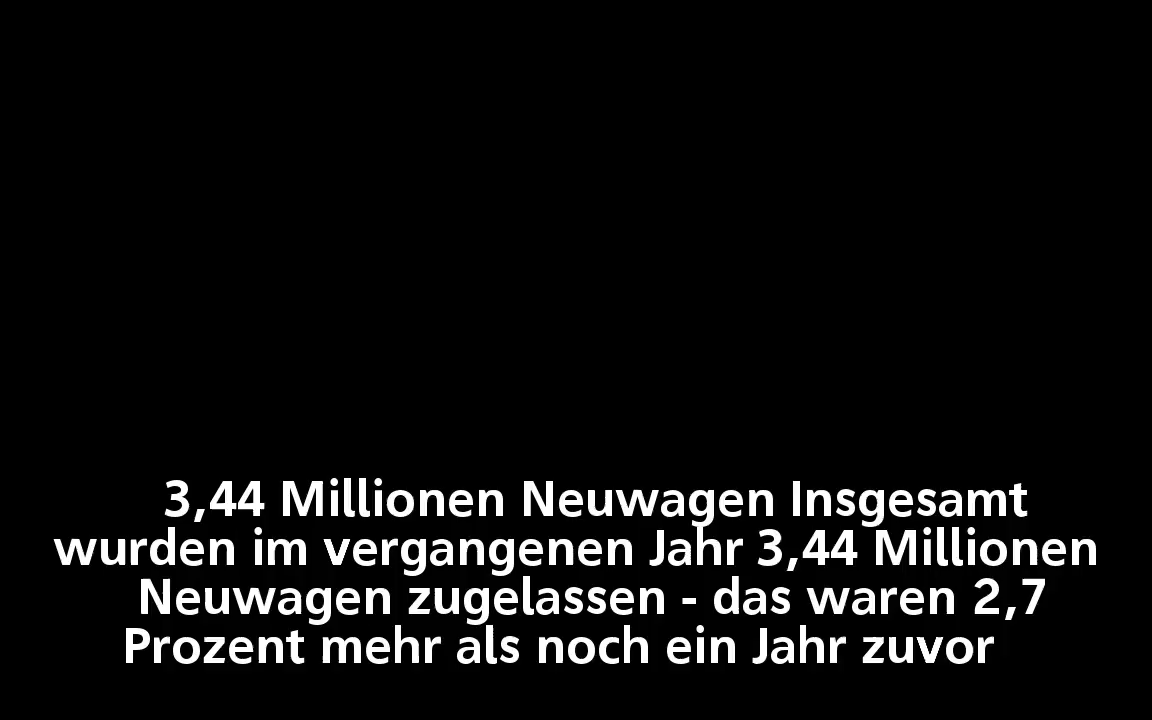 3,44 Millionen Neuwagen Insgesamt
wurden im vergangenen Jahr 3,44 Millionen
Neuwagen zugelassen - das waren 2,7
Prozent mehr als noch ein Jahr zuvor